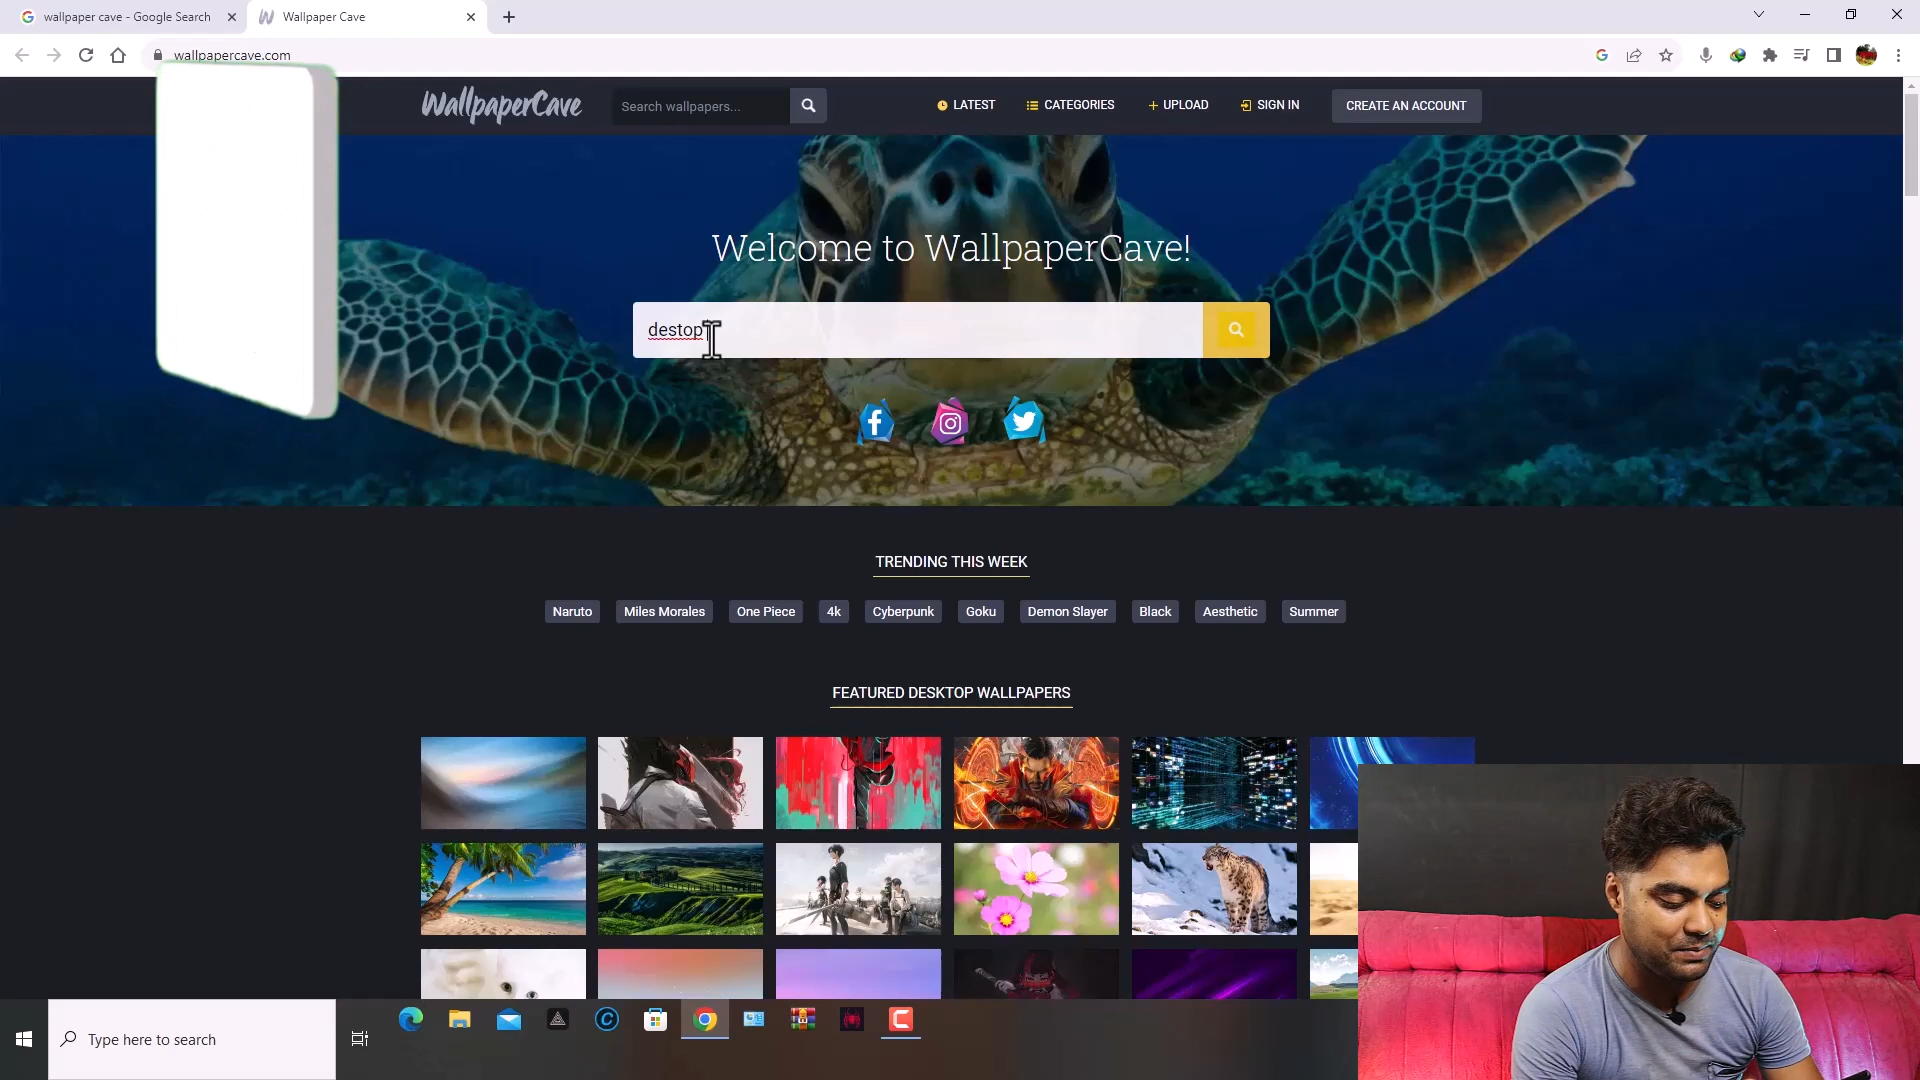 wallpaper cave - Google Search
Wallpaper Cave
wallpapercave.com
WallpaperCave
Search wallpapers...
LATEST
CATEGORIES
UPLOAD
SIGN IN
CREATE AN ACCOUNT
Welcome to WallpaperCave!
destop
TRENDING THIS WEEK
Naruto
Miles Morales
One Piece
4k
Cyberpunk
Goku
Demon Slayer
Black
Aesthetic
Summer
FEATURED DESKTOP WALLPAPERS
Type here to search